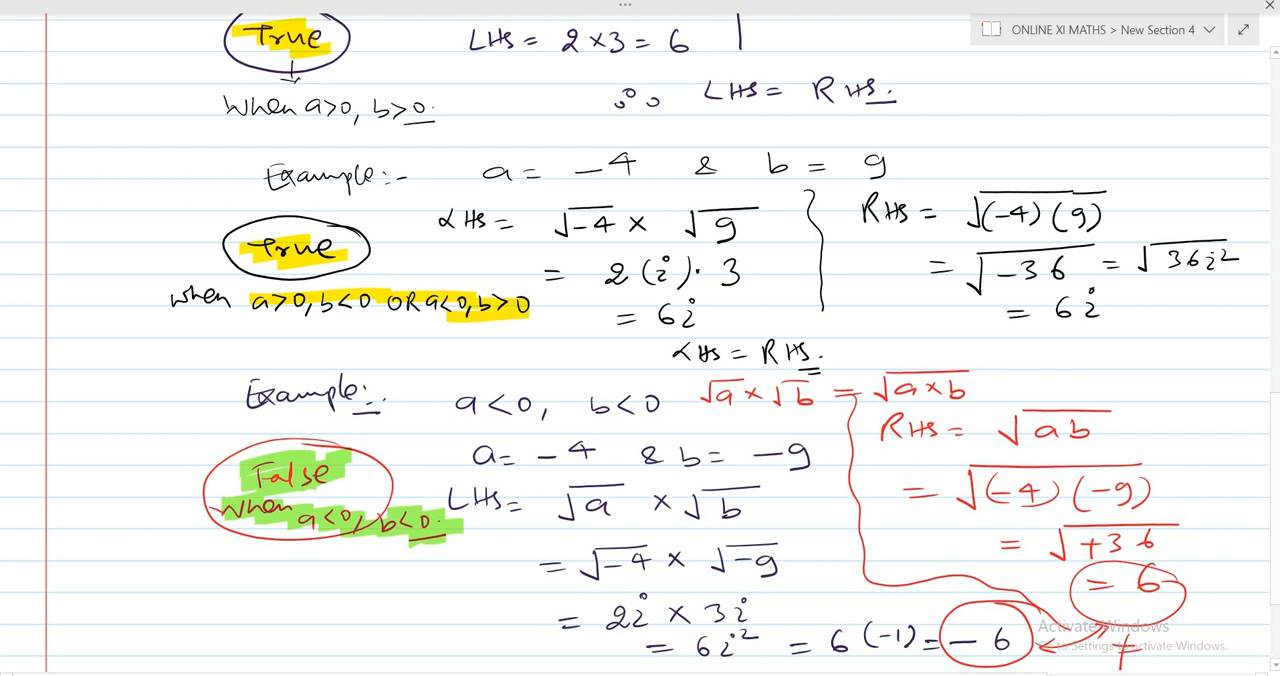 ONLINE XI MATHS > New Section 4
True
LHS = 2 × 3 = 6
When a>0, b>0.
∴ LHS = RHS.
Example:- a = -4 & b = 9
LHS = √-4 × √9
RHS = √(-4)(9)
True
= 2(i)·3
= √-36 = √36i²
when a>0, b<0 OR a<0, b>0
= 6i
= 6i
LHS = RHS.
Example:- a<0, b<0 √a × √b = √a×b
RHS = √ab
a = -4 & b = -9
False
When a<0, b<0.
LHS = √a × √b
= √(-4)(-9)
= √+36
= √-4 × √-9
= 6
= 2i × 3i
= 6i² = 6(-1) = -6
≠
Activate Windows
Go to Settings to activate Windows.